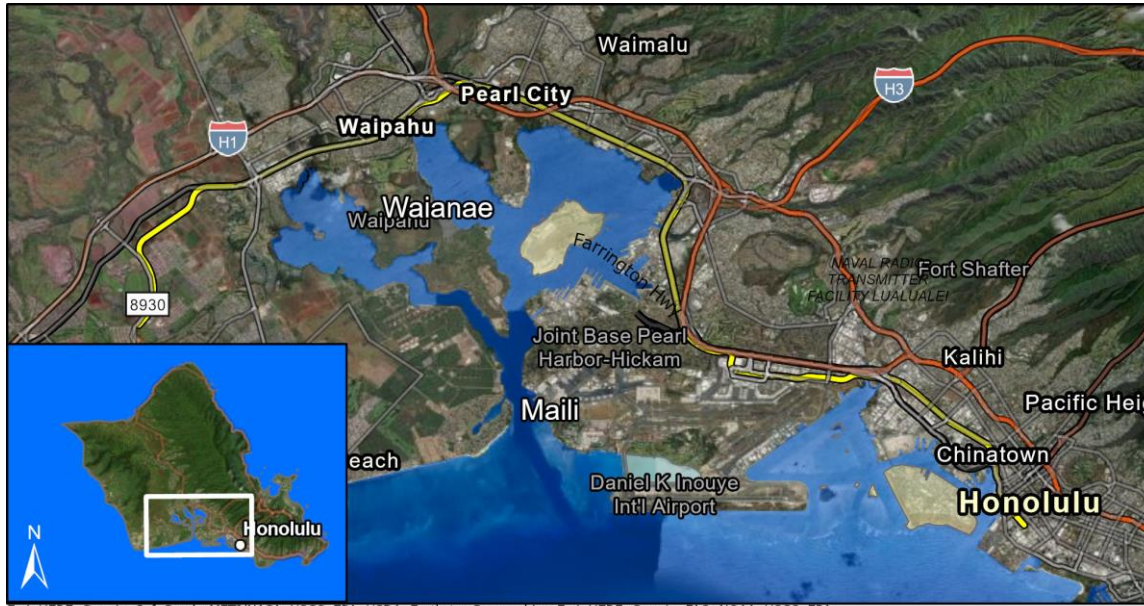 Waimalu
H3
Pearl City
Waipahu
H1
Waianae
Waipahu
Farrington Hwy
NAVAL RADIO
TRANSMITTER
FACILITY LUALUALEI
Fort Shafter
8930
Joint Base Pearl
Harbor-Hickam
Kalihi
Maili
Pacific Hei
each
Chinatown
Daniel K Inouye
Int'l Airport
Honolulu
N
Honolulu